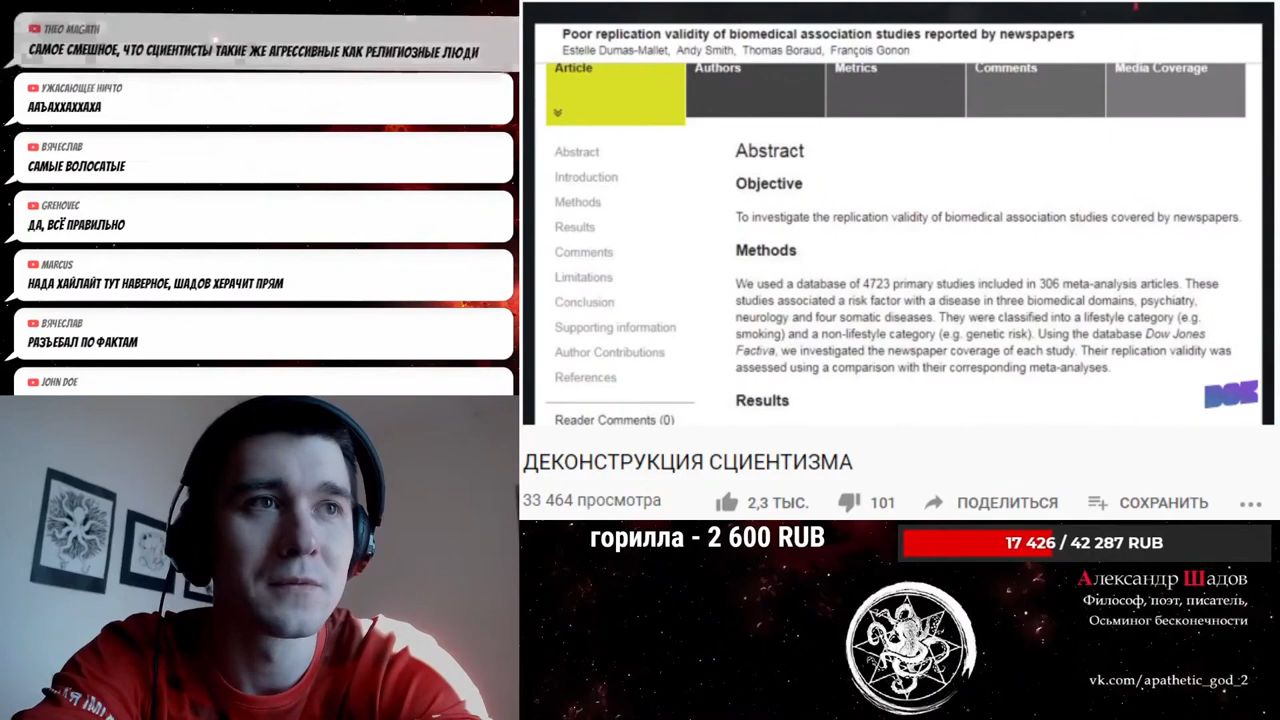 THEO MAGATH
САМОЕ СМЕШНОЕ, ЧТО СЦИЕНТИСТЫ ТАКИЕ ЖЕ АГРЕССИВНЫЕ КАК РЕЛИГИОЗНЫЕ ЛЮДИ
УЖАСАЮЩЕЕ НИЧТО
ААЪАХХАХХАХА
ВЯЧЕСЛАВ
САМЫЕ ВОЛОСАТЫЕ
GREHOVEC
ДА, ВСЁ ПРАВИЛЬНО
MARCUS
НАДА ХАЙЛАЙТ ТУТ НАВЕРНОЕ, ШАДОВ ХЕРАЧИТ ПРЯМ
ВЯЧЕСЛАВ
РАЗЪЕБАЛ ПО ФАКТАМ
JOHN DOE
Poor replication validity of biomedical association studies reported by newspapers
Estelle Dumas-Mallet, Andy Smith, Thomas Boraud, François Gonon
Article
Authors
Metrics
Comments
Media Coverage
Abstract
Introduction
Methods
Results
Comments
Limitations
Conclusion
Supporting information
Author Contributions
References
Reader Comments (0)
Abstract
Objective
To investigate the replication validity of biomedical association studies covered by newspapers.
Methods
We used a database of 4723 primary studies included in 306 meta-analysis articles. These
studies associated a risk factor with a disease in three biomedical domains, psychiatry,
neurology and four somatic diseases. They were classified into a lifestyle category (e.g.
smoking) and a non-lifestyle category (e.g. genetic risk). Using the database Dow Jones
Factiva, we investigated the newspaper coverage of each study. Their replication validity was
assessed using a comparison with their corresponding meta-analyses.
Results
ДЕКОНСТРУКЦИЯ СЦИЕНТИЗМА
33 464 просмотра
2,3 ТЫС.
101
ПОДЕЛИТЬСЯ
СОХРАНИТЬ
горилла - 2 600 RUB
17 426 / 42 287 RUB
Александр Шадов
Философ, поэт, писатель,
Осьминог бесконечности
vk.com/apathetic_god_2